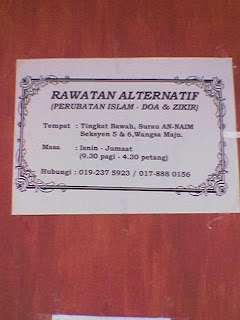 RAWATAN ALTERNATIF
(PERUBATAN ISLAM - DOA & ZIKIR)
Tempat : Tingkat Bawah, Surau AN-NAIM
Seksyen 5 & 6,Wangsa Maju.
Masa : Isnin - Jumaat
(9.30 pagi - 4.30 petang)
Hubungi : 019-237 5923 / 017-888 0156